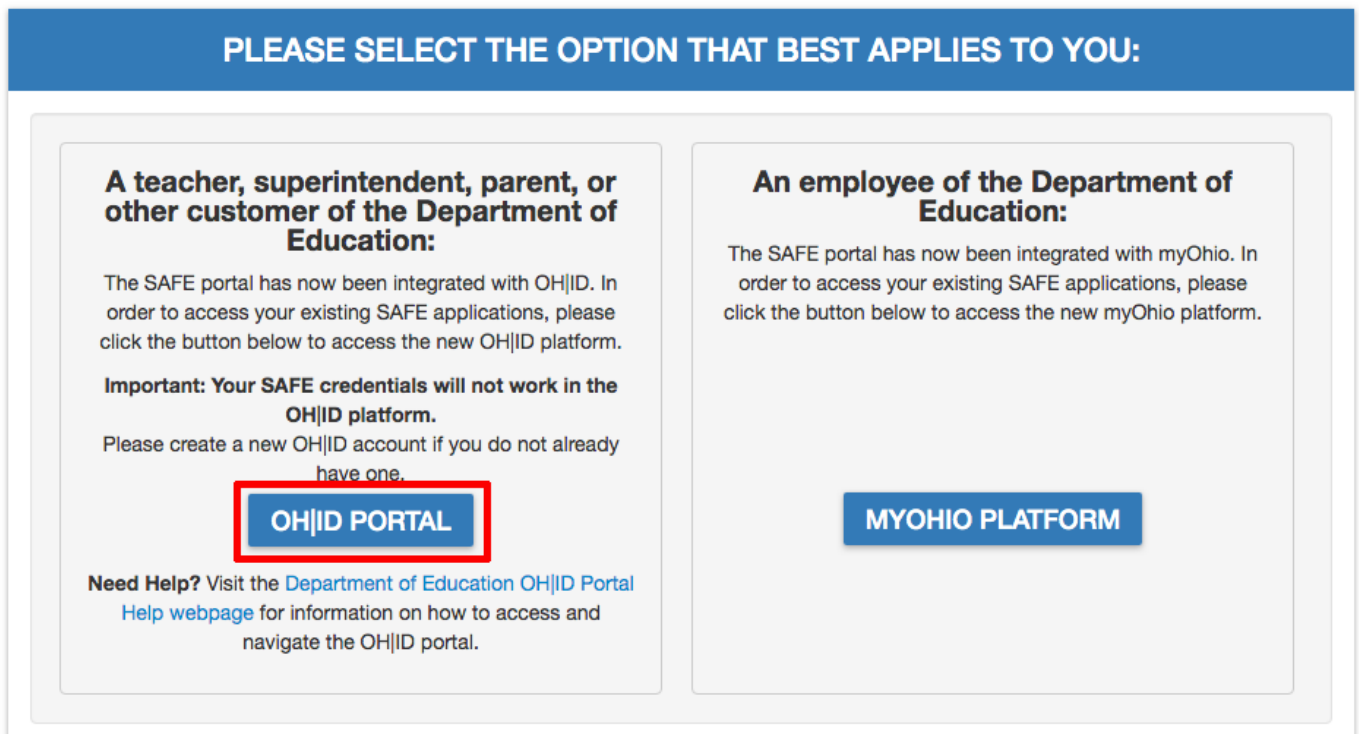 PLEASE SELECT THE OPTION THAT BEST APPLIES TO YOU:
A teacher, superintendent, parent, or
other customer of the Department of
Education:
The SAFE portal has now been integrated with OH|ID. In
order to access your existing SAFE applications, please
click the button below to access the new OH|ID platform.
Important: Your SAFE credentials will not work in the
OH|ID platform.
Please create a new OH|ID account if you do not already
have one.
OH|ID PORTAL
Need Help? Visit the Department of Education OH|ID Portal
Help webpage for information on how to access and
navigate the OH|ID portal.
An employee of the Department of
Education:
The SAFE portal has now been integrated with myOhio. In
order to access your existing SAFE applications, please
click the button below to access the new myOhio platform.
MYOHIO PLATFORM